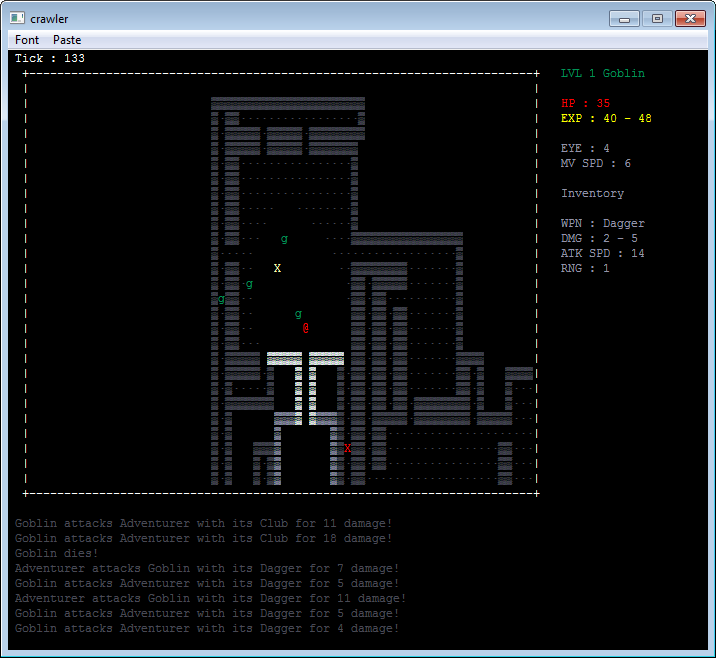 crawler
Font Paste
Tick : 133
LVL 1 Goblin
HP : 35
EXP : 40 - 48
EYE : 4
MV SPD : 6
Inventory
WPN : Dagger
DMG : 2 - 5
ATK SPD : 14
RNG : 1
g
X
g
g
g
@
X
Goblin attacks Adventurer with its Club for 11 damage!
Goblin attacks Adventurer with its Club for 18 damage!
Goblin dies!
Adventurer attacks Goblin with its Dagger for 7 damage!
Goblin attacks Adventurer with its Dagger for 5 damage!
Adventurer attacks Goblin with its Dagger for 11 damage!
Goblin attacks Adventurer with its Dagger for 5 damage!
Goblin attacks Adventurer with its Dagger for 4 damage!